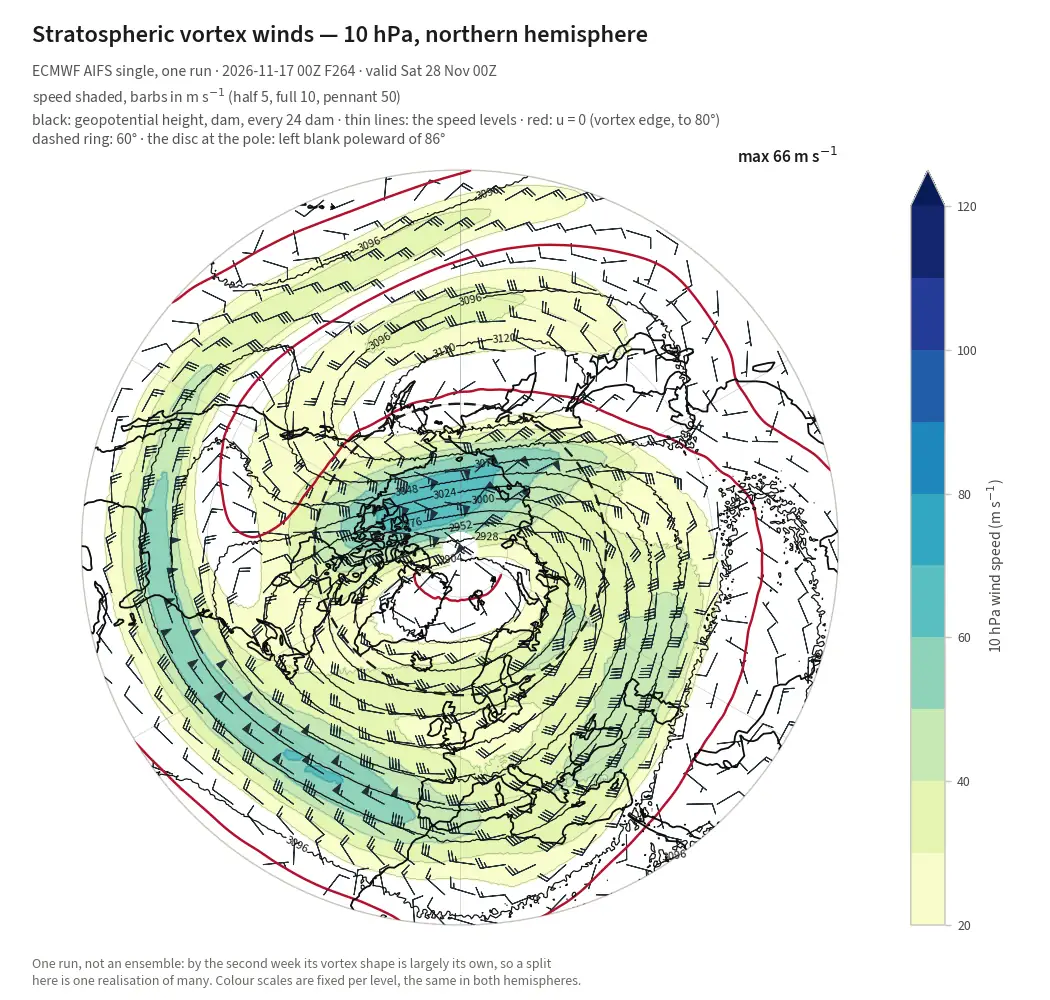 Stratospheric vortex winds — 10 hPa, northern hemisphere
ECMWF AIFS single, one run · 2026-11-17 00Z F264 · valid Sat 28 Nov 00Z
speed shaded, barbs in m s⁻¹ (half 5, full 10, pennant 50)
black: geopotential height, dam, every 24 dam · thin lines: the speed levels · red: u = 0 (vortex edge, to 80°)
dashed ring: 60° · the disc at the pole: left blank poleward of 86°
max 66 m s⁻¹
3096
3096
3096
3096
3120
3120
3024
3000
2952
2928
3096
3096
120
100
80
60
40
20
10 hPa wind speed (m s⁻¹)
One run, not an ensemble: by the second week its vortex shape is largely its own, so a split
here is one realisation of many. Colour scales are fixed per level, the same in both hemispheres.